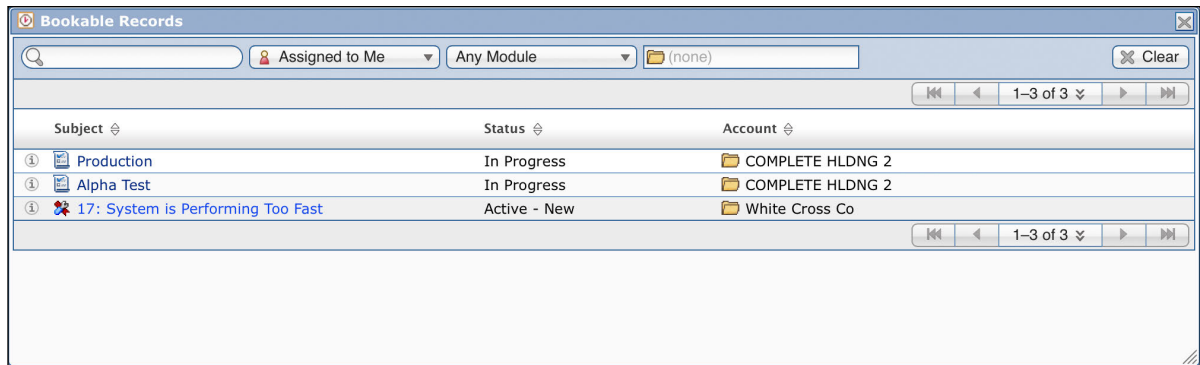 Bookable Records
Assigned to Me Any Module (none) Clear
1–3 of 3
Subject Status Account
Production In Progress COMPLETE HLDNG 2
Alpha Test In Progress COMPLETE HLDNG 2
17: System is Performing Too Fast Active - New White Cross Co
1–3 of 3